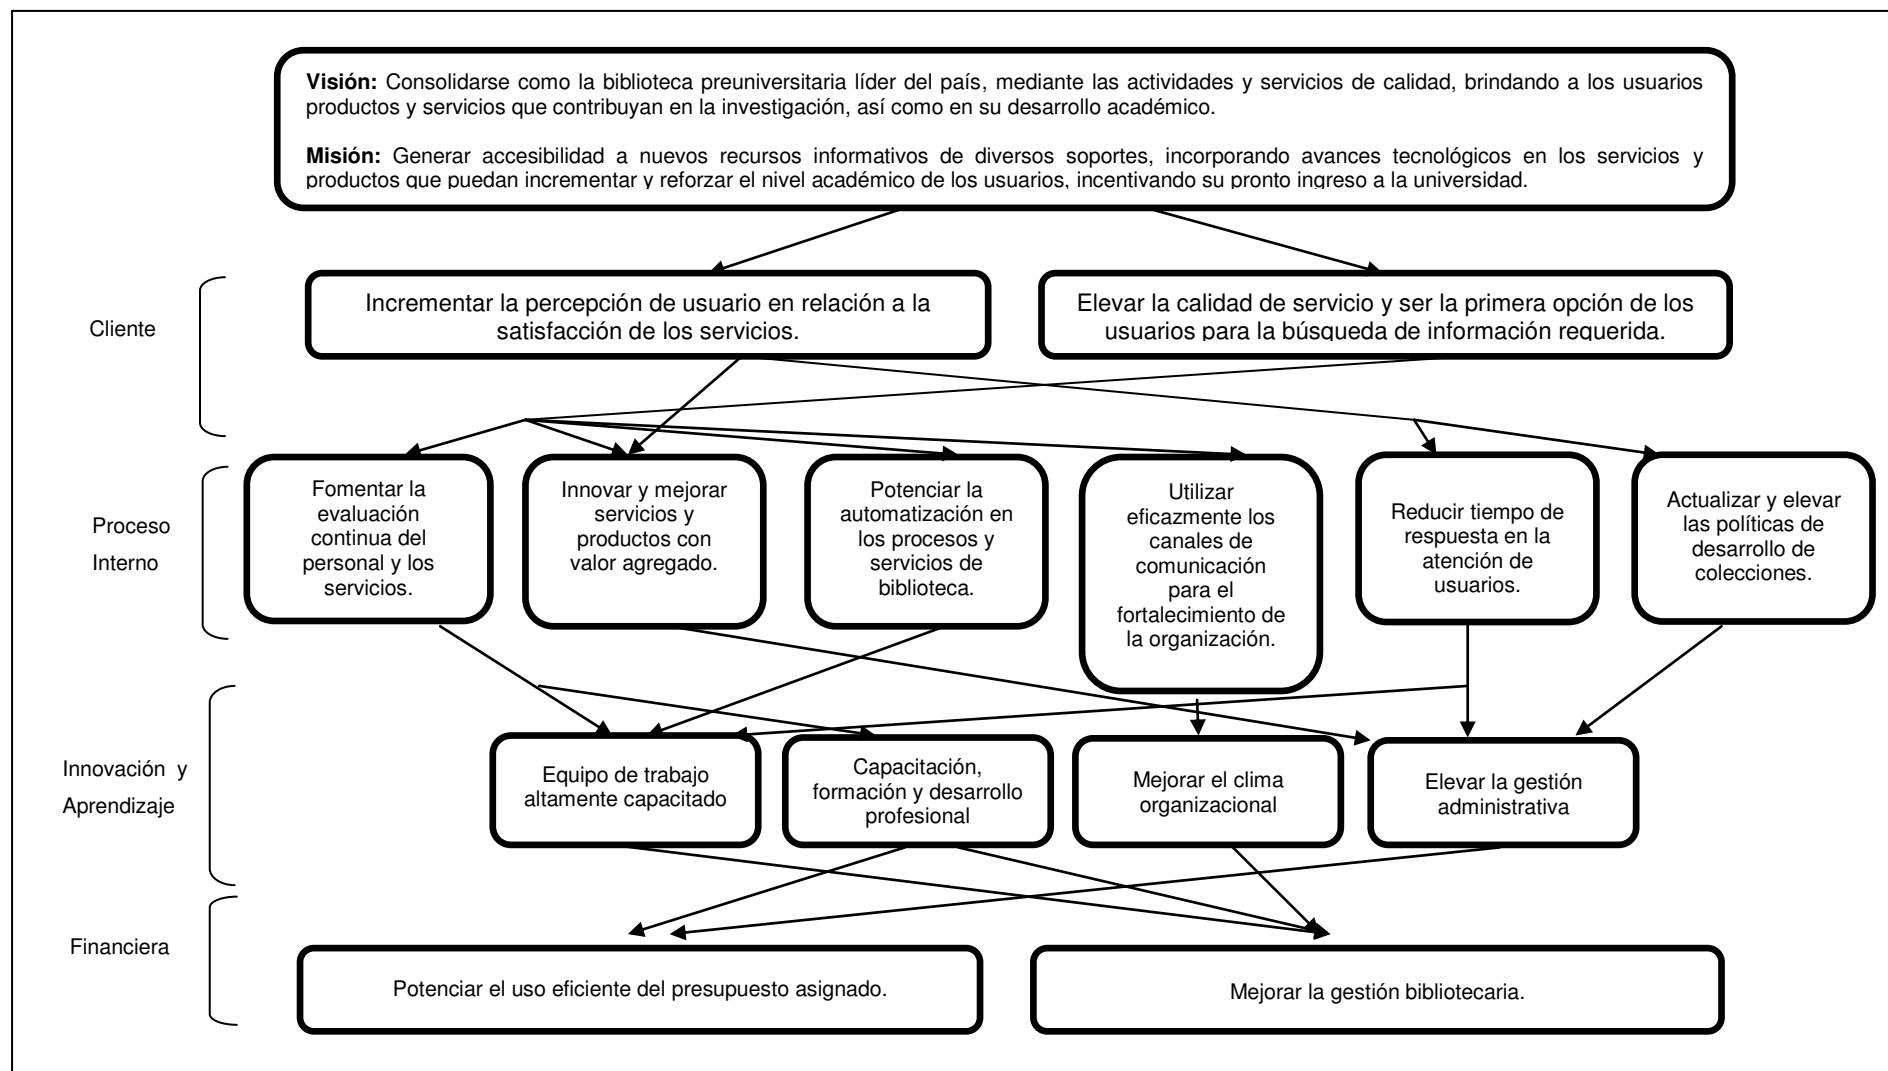 Visión: Consolidarse como la biblioteca preuniversitaria líder del país, mediante las actividades y servicios de calidad, brindando a los usuarios
productos y servicios que contribuyan en la investigación, así como en su desarrollo académico.
Misión: Generar accesibilidad a nuevos recursos informativos de diversos soportes, incorporando avances tecnológicos en los servicios y
productos que puedan incrementar y reforzar el nivel académico de los usuarios, incentivando su pronto ingreso a la universidad.
Cliente
Incrementar la percepción de usuario en relación a la
satisfacción de los servicios.
Elevar la calidad de servicio y ser la primera opción de los
usuarios para la búsqueda de información requerida.
Proceso
Interno
Fomentar la
evaluación
continua del
personal y los
servicios.
Innovar y mejorar
servicios y
productos con
valor agregado.
Potenciar la
automatización en
los procesos y
servicios de
biblioteca.
Utilizar
eficazmente los
canales de
comunicación
para el
fortalecimiento de
la organización.
Reducir tiempo de
respuesta en la
atención de
usuarios.
Actualizar y elevar
las políticas de
desarrollo de
colecciones.
Innovación y
Aprendizaje
Equipo de trabajo
altamente capacitado
Capacitación,
formación y desarrollo
profesional
Mejorar el clima
organizacional
Elevar la gestión
administrativa
Financiera
Potenciar el uso eficiente del presupuesto asignado.
Mejorar la gestión bibliotecaria.